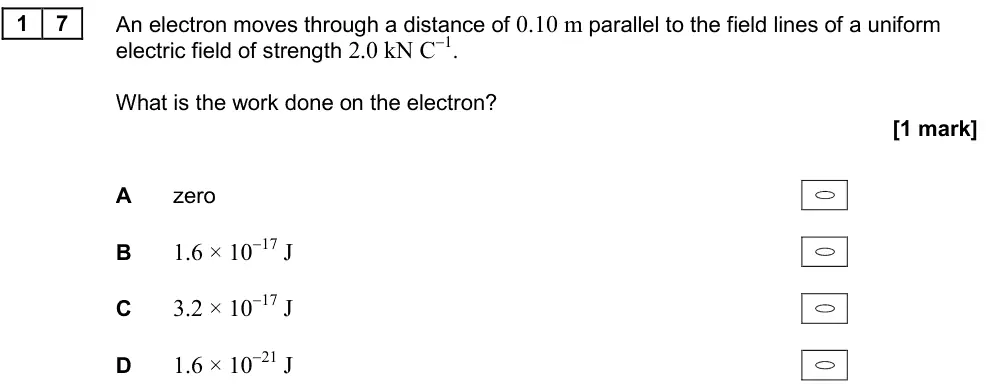 1 7 An electron moves through a distance of 0.10 m parallel to the field lines of a uniform
electric field of strength 2.0 kN C⁻¹.
What is the work done on the electron?
[1 mark]
A zero
B 1.6 × 10⁻¹⁷ J
C 3.2 × 10⁻¹⁷ J
D 1.6 × 10⁻²¹ J